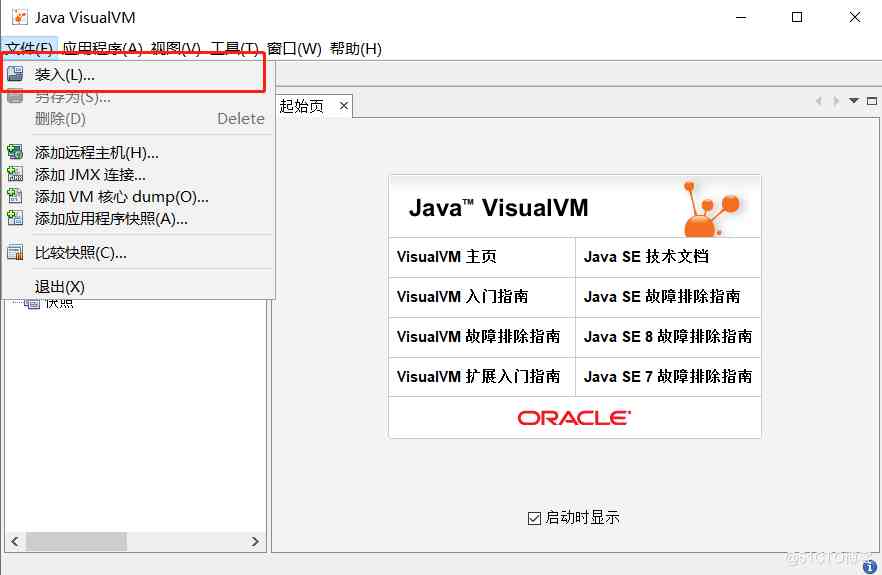 Java VisualVM
文件(F) 应用程序(A) 视图(V) 工具(T) 窗口(W) 帮助(H)
装入(L)...
另存为(S)...
删除(D) Delete
添加远程主机(H)...
添加 JMX 连接...
添加 VM 核心 dump(O)...
添加应用程序快照(A)...
比较快照(C)...
退出(X)
快照
起始页
Java™ VisualVM
VisualVM 主页 Java SE 技术文档
VisualVM 入门指南 Java SE 故障排除指南
VisualVM 故障排除指南 Java SE 8 故障排除指南
VisualVM 扩展入门指南 Java SE 7 故障排除指南
ORACLE
启动时显示
@51CTO博客